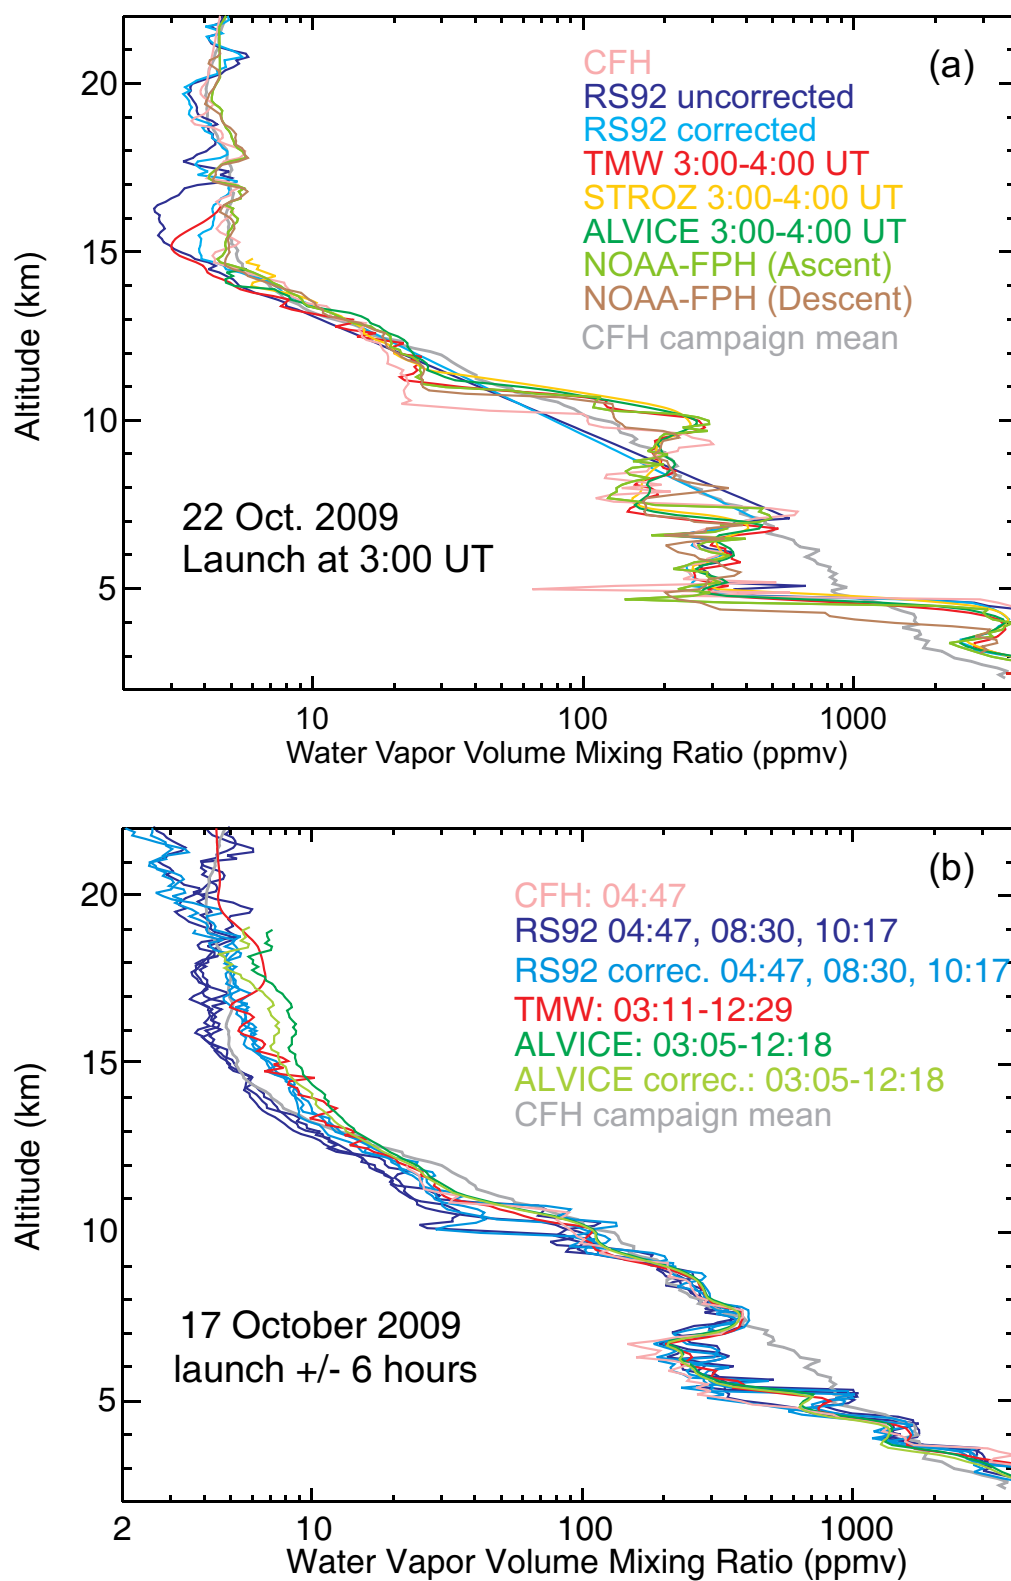 (a)
CFH
RS92 uncorrected
RS92 corrected
TMW 3:00-4:00 UT
STROZ 3:00-4:00 UT
ALVICE 3:00-4:00 UT
NOAA-FPH (Ascent)
NOAA-FPH (Descent)
CFH campaign mean
20
15
10
5
Altitude (km)
22 Oct. 2009
Launch at 3:00 UT
10 100 1000
Water Vapor Volume Mixing Ratio (ppmv)
(b)
CFH: 04:47
RS92 04:47, 08:30, 10:17
RS92 correc. 04:47, 08:30, 10:17
TMW: 03:11-12:29
ALVICE: 03:05-12:18
ALVICE correc.: 03:05-12:18
CFH campaign mean
20
15
10
5
Altitude (km)
17 October 2009
launch +/- 6 hours
2 10 100 1000
Water Vapor Volume Mixing Ratio (ppmv)